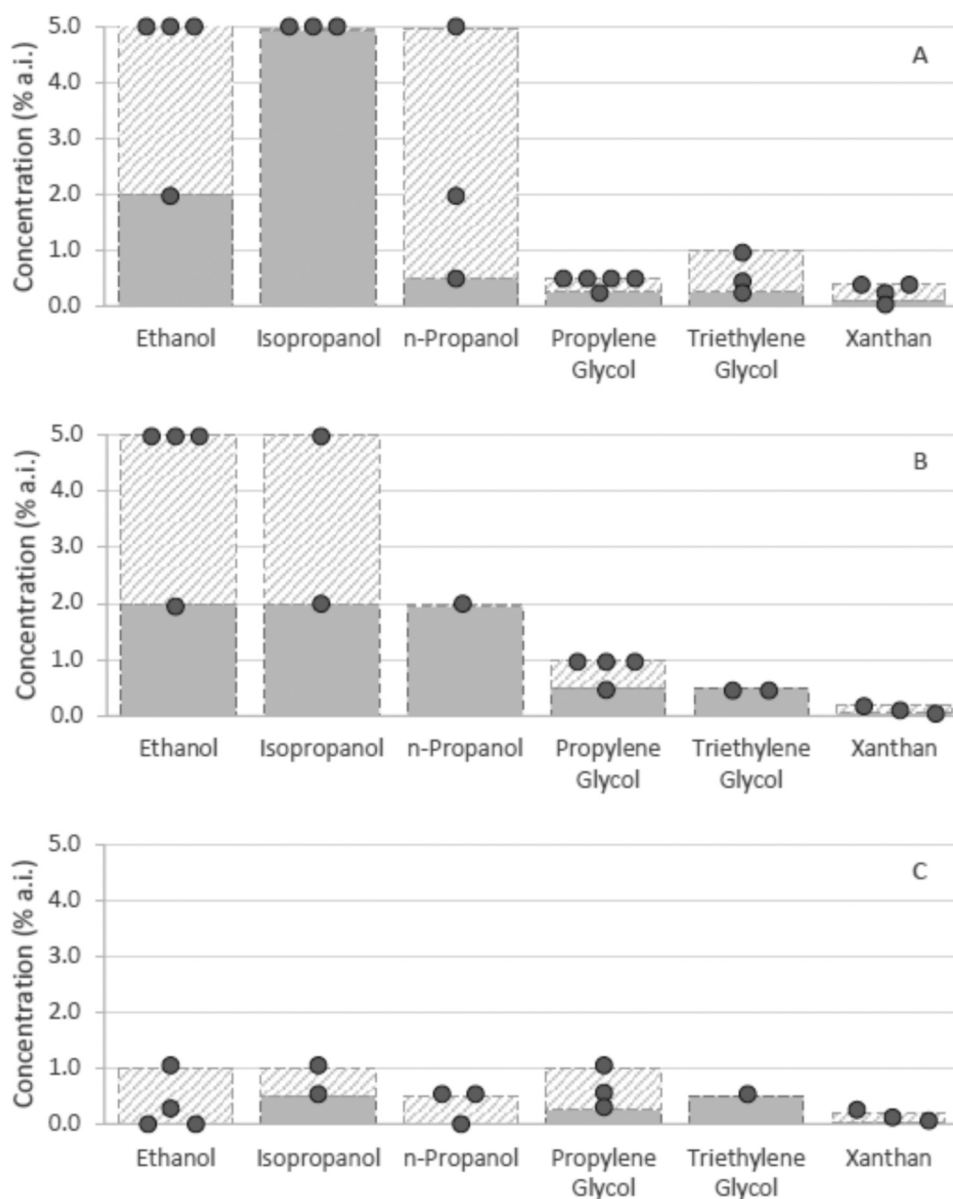 Concentration (% a.i.)
A
5.0
4.0
3.0
2.0
1.0
0.0
Ethanol Isopropanol n-Propanol Propylene Triethylene Xanthan
Glycol Glycol
Concentration (% a.i.)
B
5.0
4.0
3.0
2.0
1.0
0.0
Ethanol Isopropanol n-Propanol Propylene Triethylene Xanthan
Glycol Glycol
Concentration (% a.i.)
C
5.0
4.0
3.0
2.0
1.0
0.0
Ethanol Isopropanol n-Propanol Propylene Triethylene Xanthan
Glycol Glycol